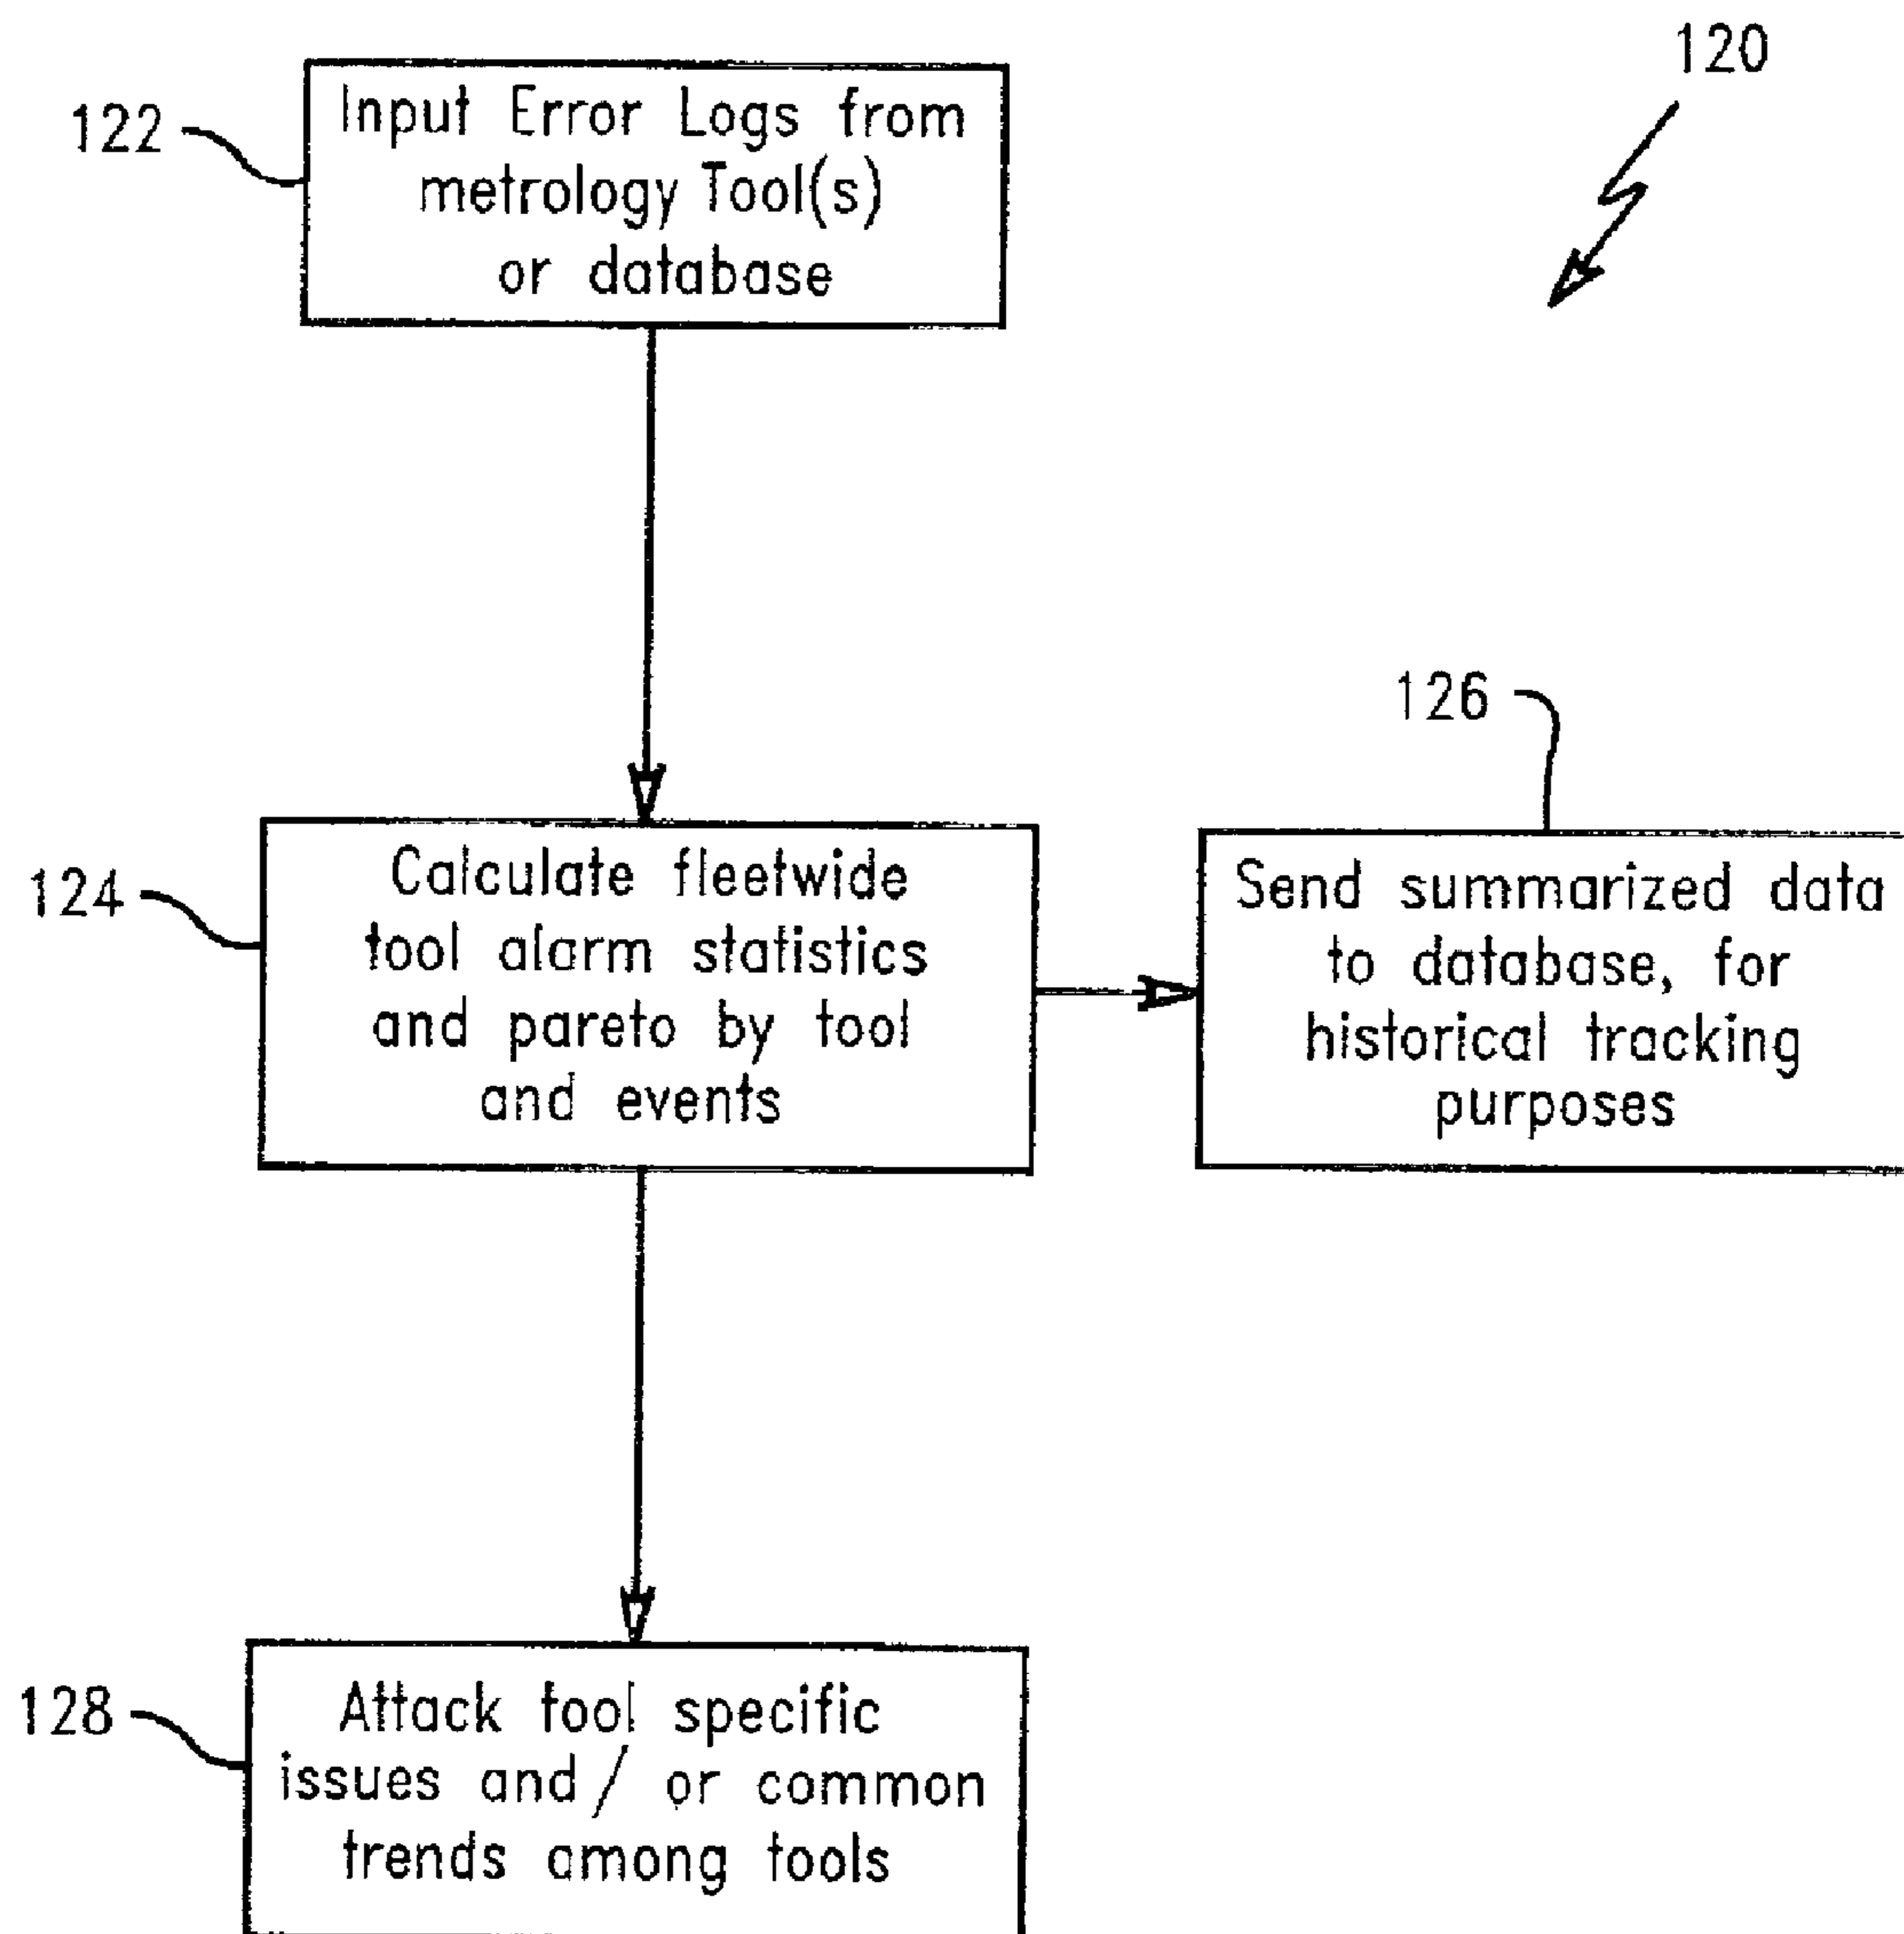 120
122
Input Error Logs from
metrology Tool(s)
or database
126
124
Calculate fleetwide
tool alarm statistics
and pareto by tool
and events
Send summarized data
to database, for
historical tracking
purposes
128
Attack tool specific
issues and/ or common
trends among tools